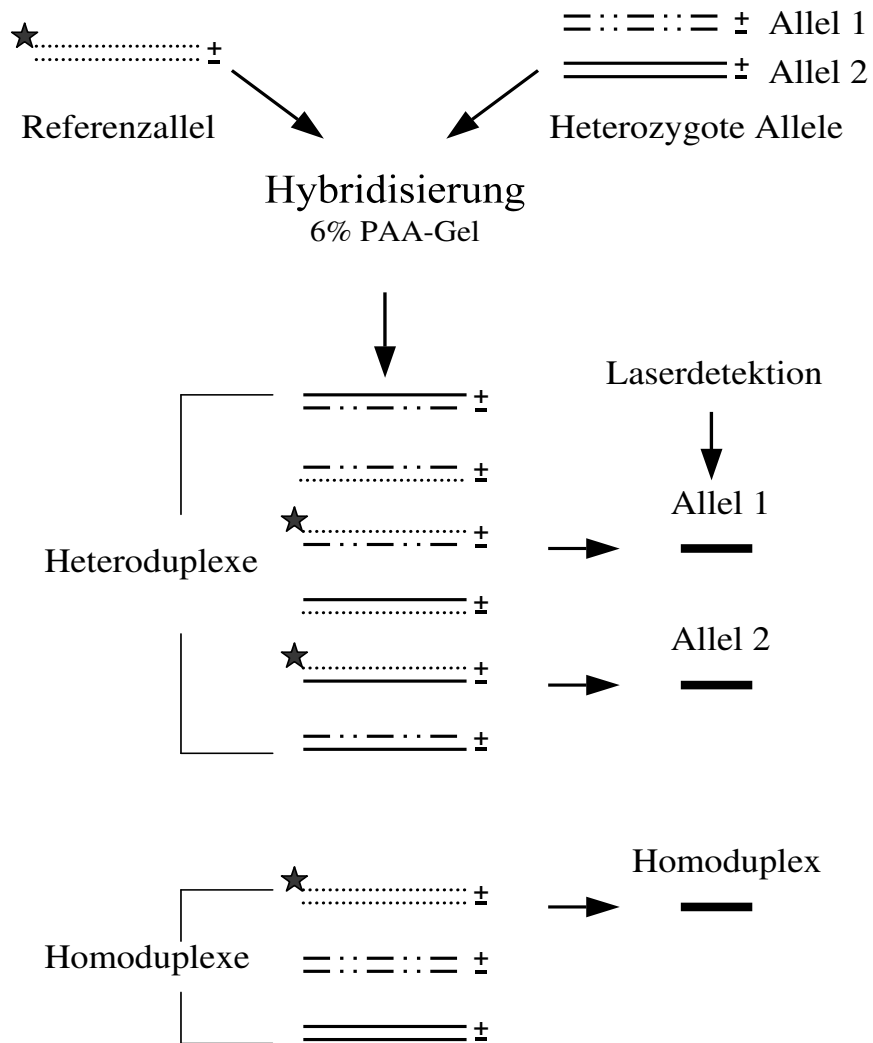 Allel 1
Allel 2
Referenzallel
Heterozygote Allele
Hybridisierung
6% PAA-Gel
Laserdetektion
Allel 1
Heteroduplexe
Allel 2
Homoduplex
Homoduplexe